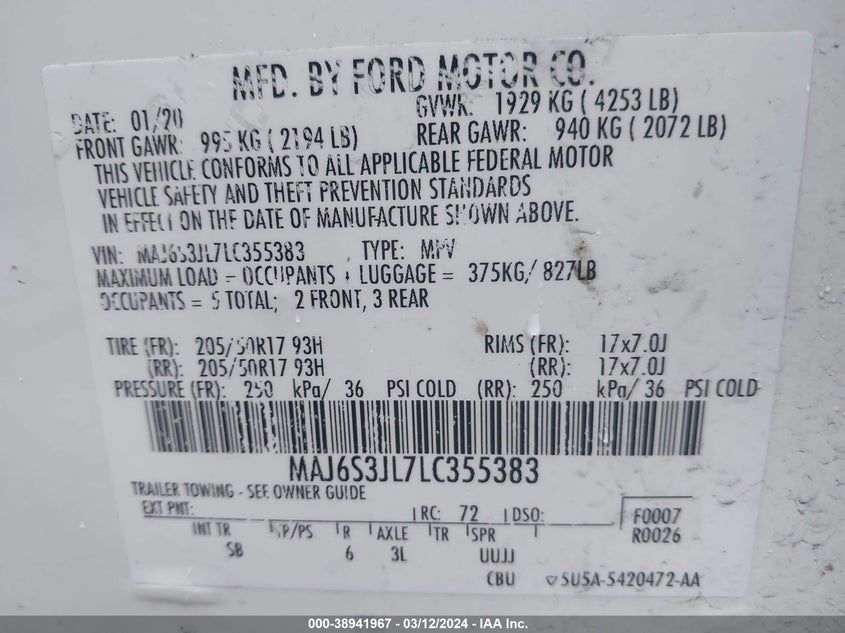 MFD. BY FORD MOTOR CO.
DATE: 01/20 GVWR: 1929 KG ( 4253 LB)
FRONT GAWR: 995 KG ( 2194 LB) REAR GAWR: 940 KG ( 2072 LB)
THIS VEHICLE CONFORMS TO ALL APPLICABLE FEDERAL MOTOR
VEHICLE SAFETY AND THEFT PREVENTION STANDARDS
IN EFFECT ON THE DATE OF MANUFACTURE SHOWN ABOVE.
VIN: MAJ6S3JL7LC355383 TYPE: MPV
MAXIMUM LOAD = OCCUPANTS + LUGGAGE = 375KG/ 827LB
OCCUPANTS = 5 TOTAL; 2 FRONT, 3 REAR
TIRE (FR): 205/50R17 93H RIMS (FR): 17x7.0J
(RR): 205/50R17 93H (RR): 17x7.0J
PRESSURE (FR): 250 kPa/ 36 PSI COLD (RR): 250 kPa/ 36 PSI COLD
MAJ6S3JL7LC355383
TRAILER TOWING - SEE OWNER GUIDE
EXT PNT: RC: 72 DSO: F0007
R0026
INT TR TP/PS R AXLE TR SPR
SB 6 3L UUJJ
CBU ▽5U5A-5420472-AA
000-38941967 - 03/12/2024 - IAA Inc.